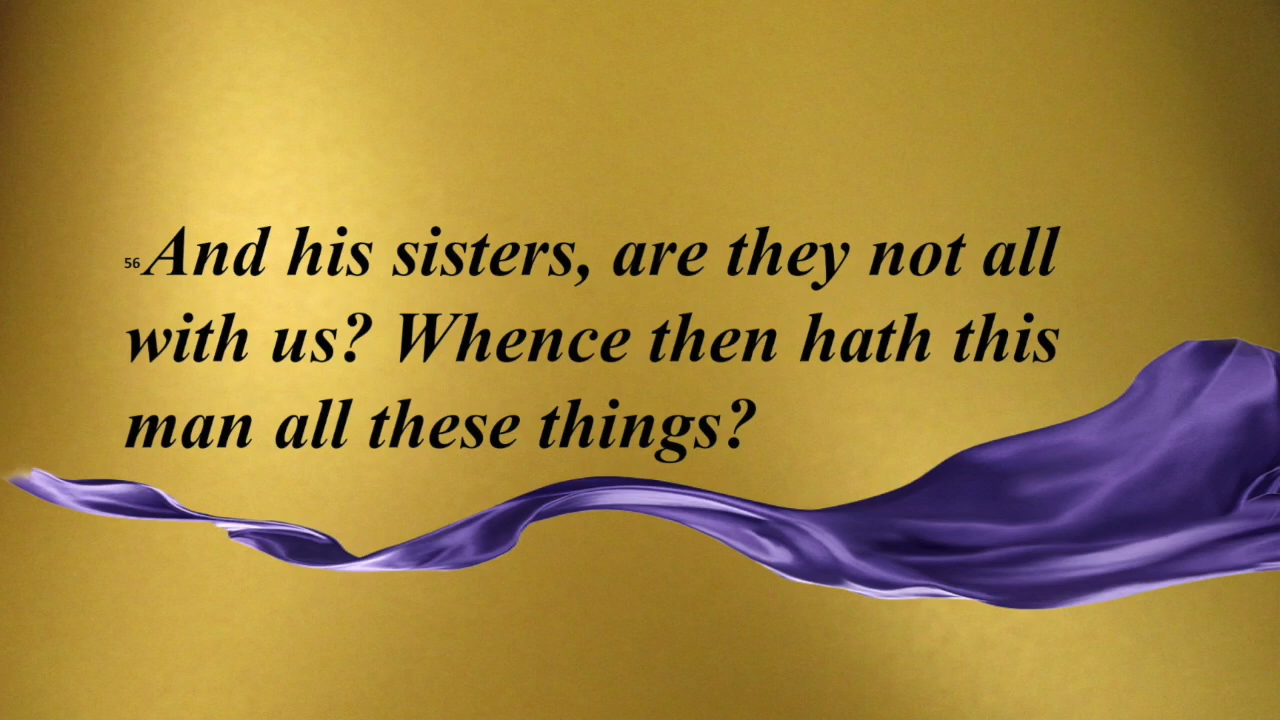 56And his sisters, are they not all
with us? Whence then hath this
man all these things?